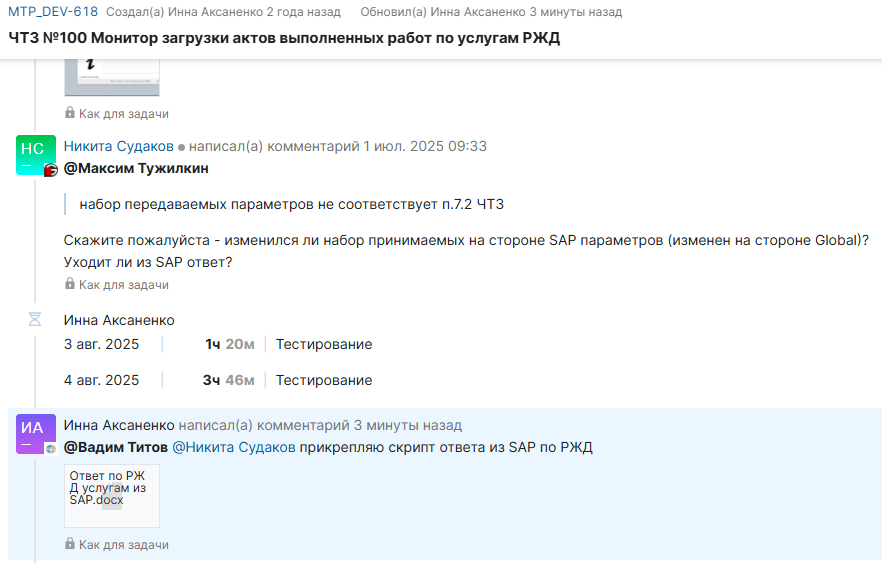 MTP_DEV-618 Создал(а) Инна Аксаненко 2 года назад Обновил(а) Инна Аксаненко 3 минуты назад
ЧТЗ №100 Монитор загрузки актов выполненных работ по услугам РЖД
i
Как для задачи
НС
Никита Судаков написал(а) комментарий 1 июл. 2025 09:33
@Максим Тужилкин
набор передаваемых параметров не соответствует п.7.2 ЧТЗ
Скажите пожалуйста - изменился ли набор принимаемых на стороне SAP параметров (изменен на стороне Global)?
Уходит ли из SAP ответ?
Как для задачи
Инна Аксаненко
3 авг. 2025 1ч 20м Тестирование
4 авг. 2025 3ч 46м Тестирование
ИА
Инна Аксаненко написал(а) комментарий 3 минуты назад
@Вадим Титов @Никита Судаков прикрепляю скрипт ответа из SAP по РЖД
Ответ по РЖ
Д услугам из
SAP.docx
Как для задачи